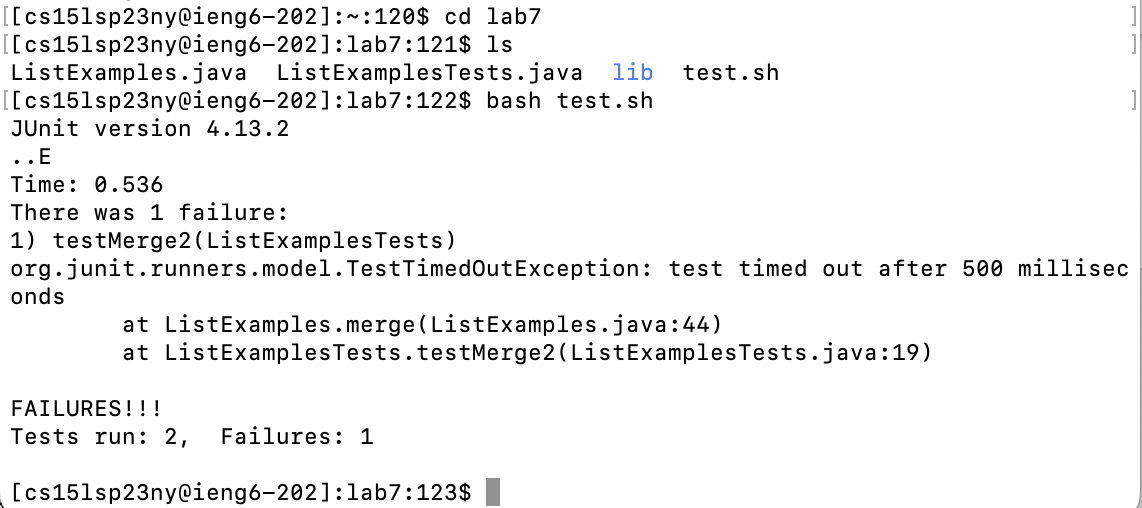 [[cs15lsp23ny@ieng6-202]:~:120$ cd lab7 ]
[[cs15lsp23ny@ieng6-202]:lab7:121$ ls ]
ListExamples.java  ListExamplesTests.java  lib  test.sh
[[cs15lsp23ny@ieng6-202]:lab7:122$ bash test.sh ]
JUnit version 4.13.2
..E
Time: 0.536
There was 1 failure:
1) testMerge2(ListExamplesTests)
org.junit.runners.model.TestTimedOutException: test timed out after 500 millisec
onds
        at ListExamples.merge(ListExamples.java:44)
        at ListExamplesTests.testMerge2(ListExamplesTests.java:19)
FAILURES!!!
Tests run: 2,  Failures: 1
[cs15lsp23ny@ieng6-202]:lab7:123$